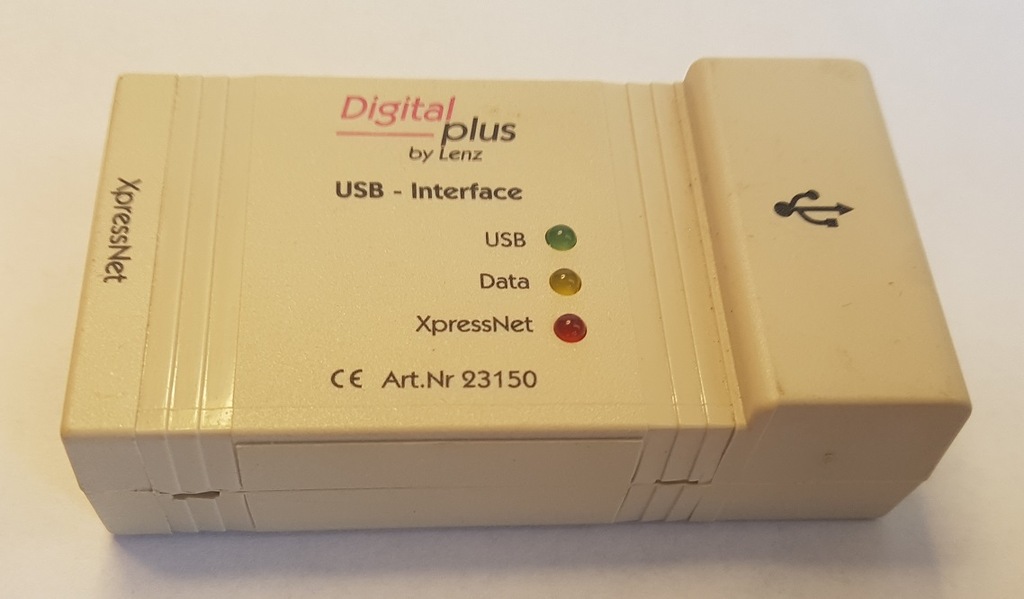 Digital
plus
by Lenz
USB - Interface
USB
Data
XpressNet
CE Art.Nr 23150
XpressNet